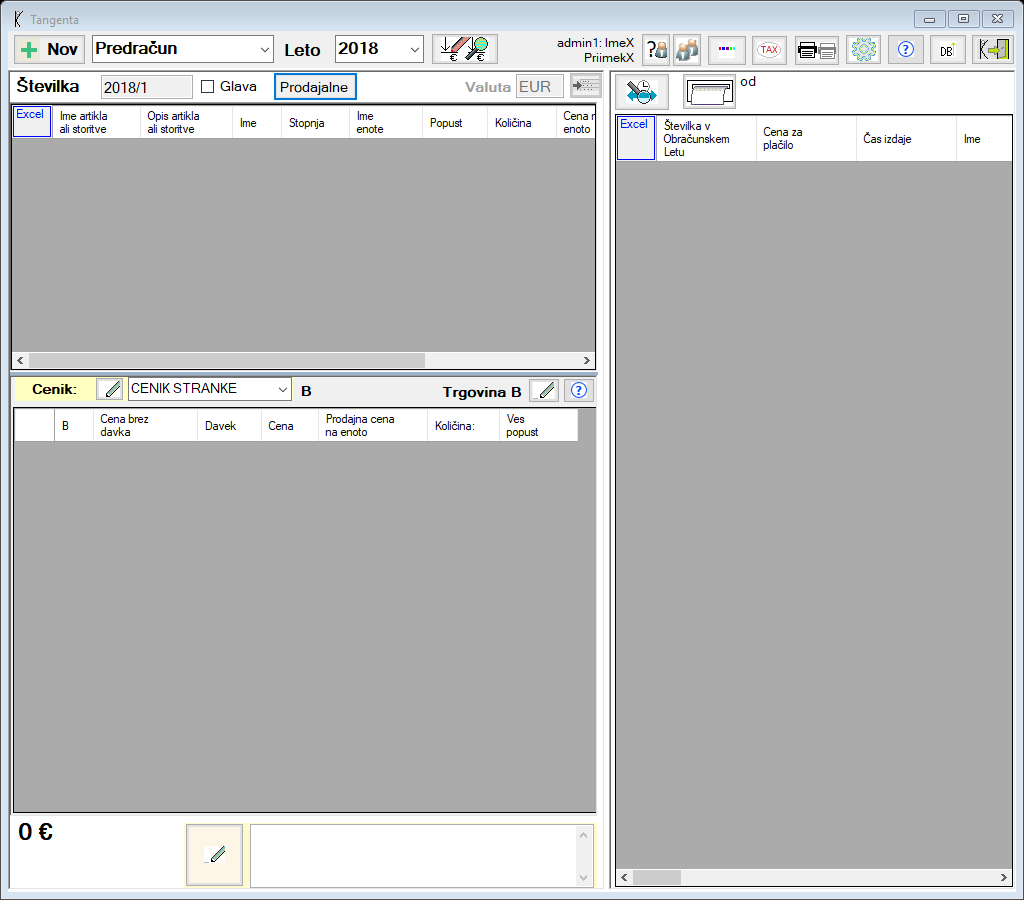 Tangenta
Nov
Predračun
Leto
2018
€
€
admin1: ImeX
PriimekX
?
TAX
?
DB
Številka
2018/1
Glava
Prodajalne
Valuta
EUR
od
Excel
Ime artikla
ali storitve
Opis artikla
ali storitve
Ime
Stopnja
Ime
enote
Popust
Količina
Cena
enoto
Excel
Številka v
Obračunskem
Letu
Cena za
plačilo
Čas izdaje
Ime
Cenik:
CENIK STRANKE
B
Trgovina B
?
B
Cena brez
davka
Davek
Cena
Prodajna cena
na enoto
Količina:
Ves
popust
0 €